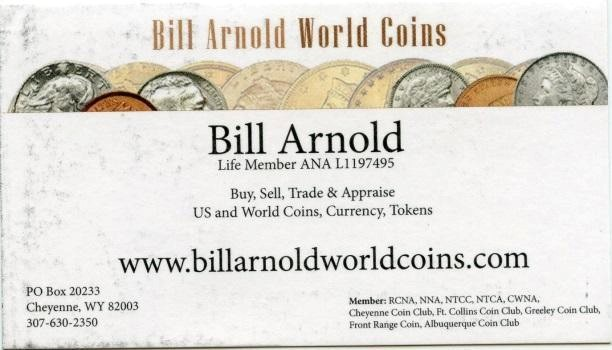 Bill Arnold World Coins
Bill Arnold
Life Member ANA L1197495
Buy, Sell, Trade & Appraise
US and World Coins, Currency, Tokens
www.billarnoldworldcoins.com
PO Box 20233
Cheyenne, WY 82003
307-630-2350
Member: RCNA, NNA, NTCC, NTCA, CWNA,
Cheyenne Coin Club, Ft. Collins Coin Club, Greeley Coin Club,
Front Range Coin, Albuquerque Coin Club